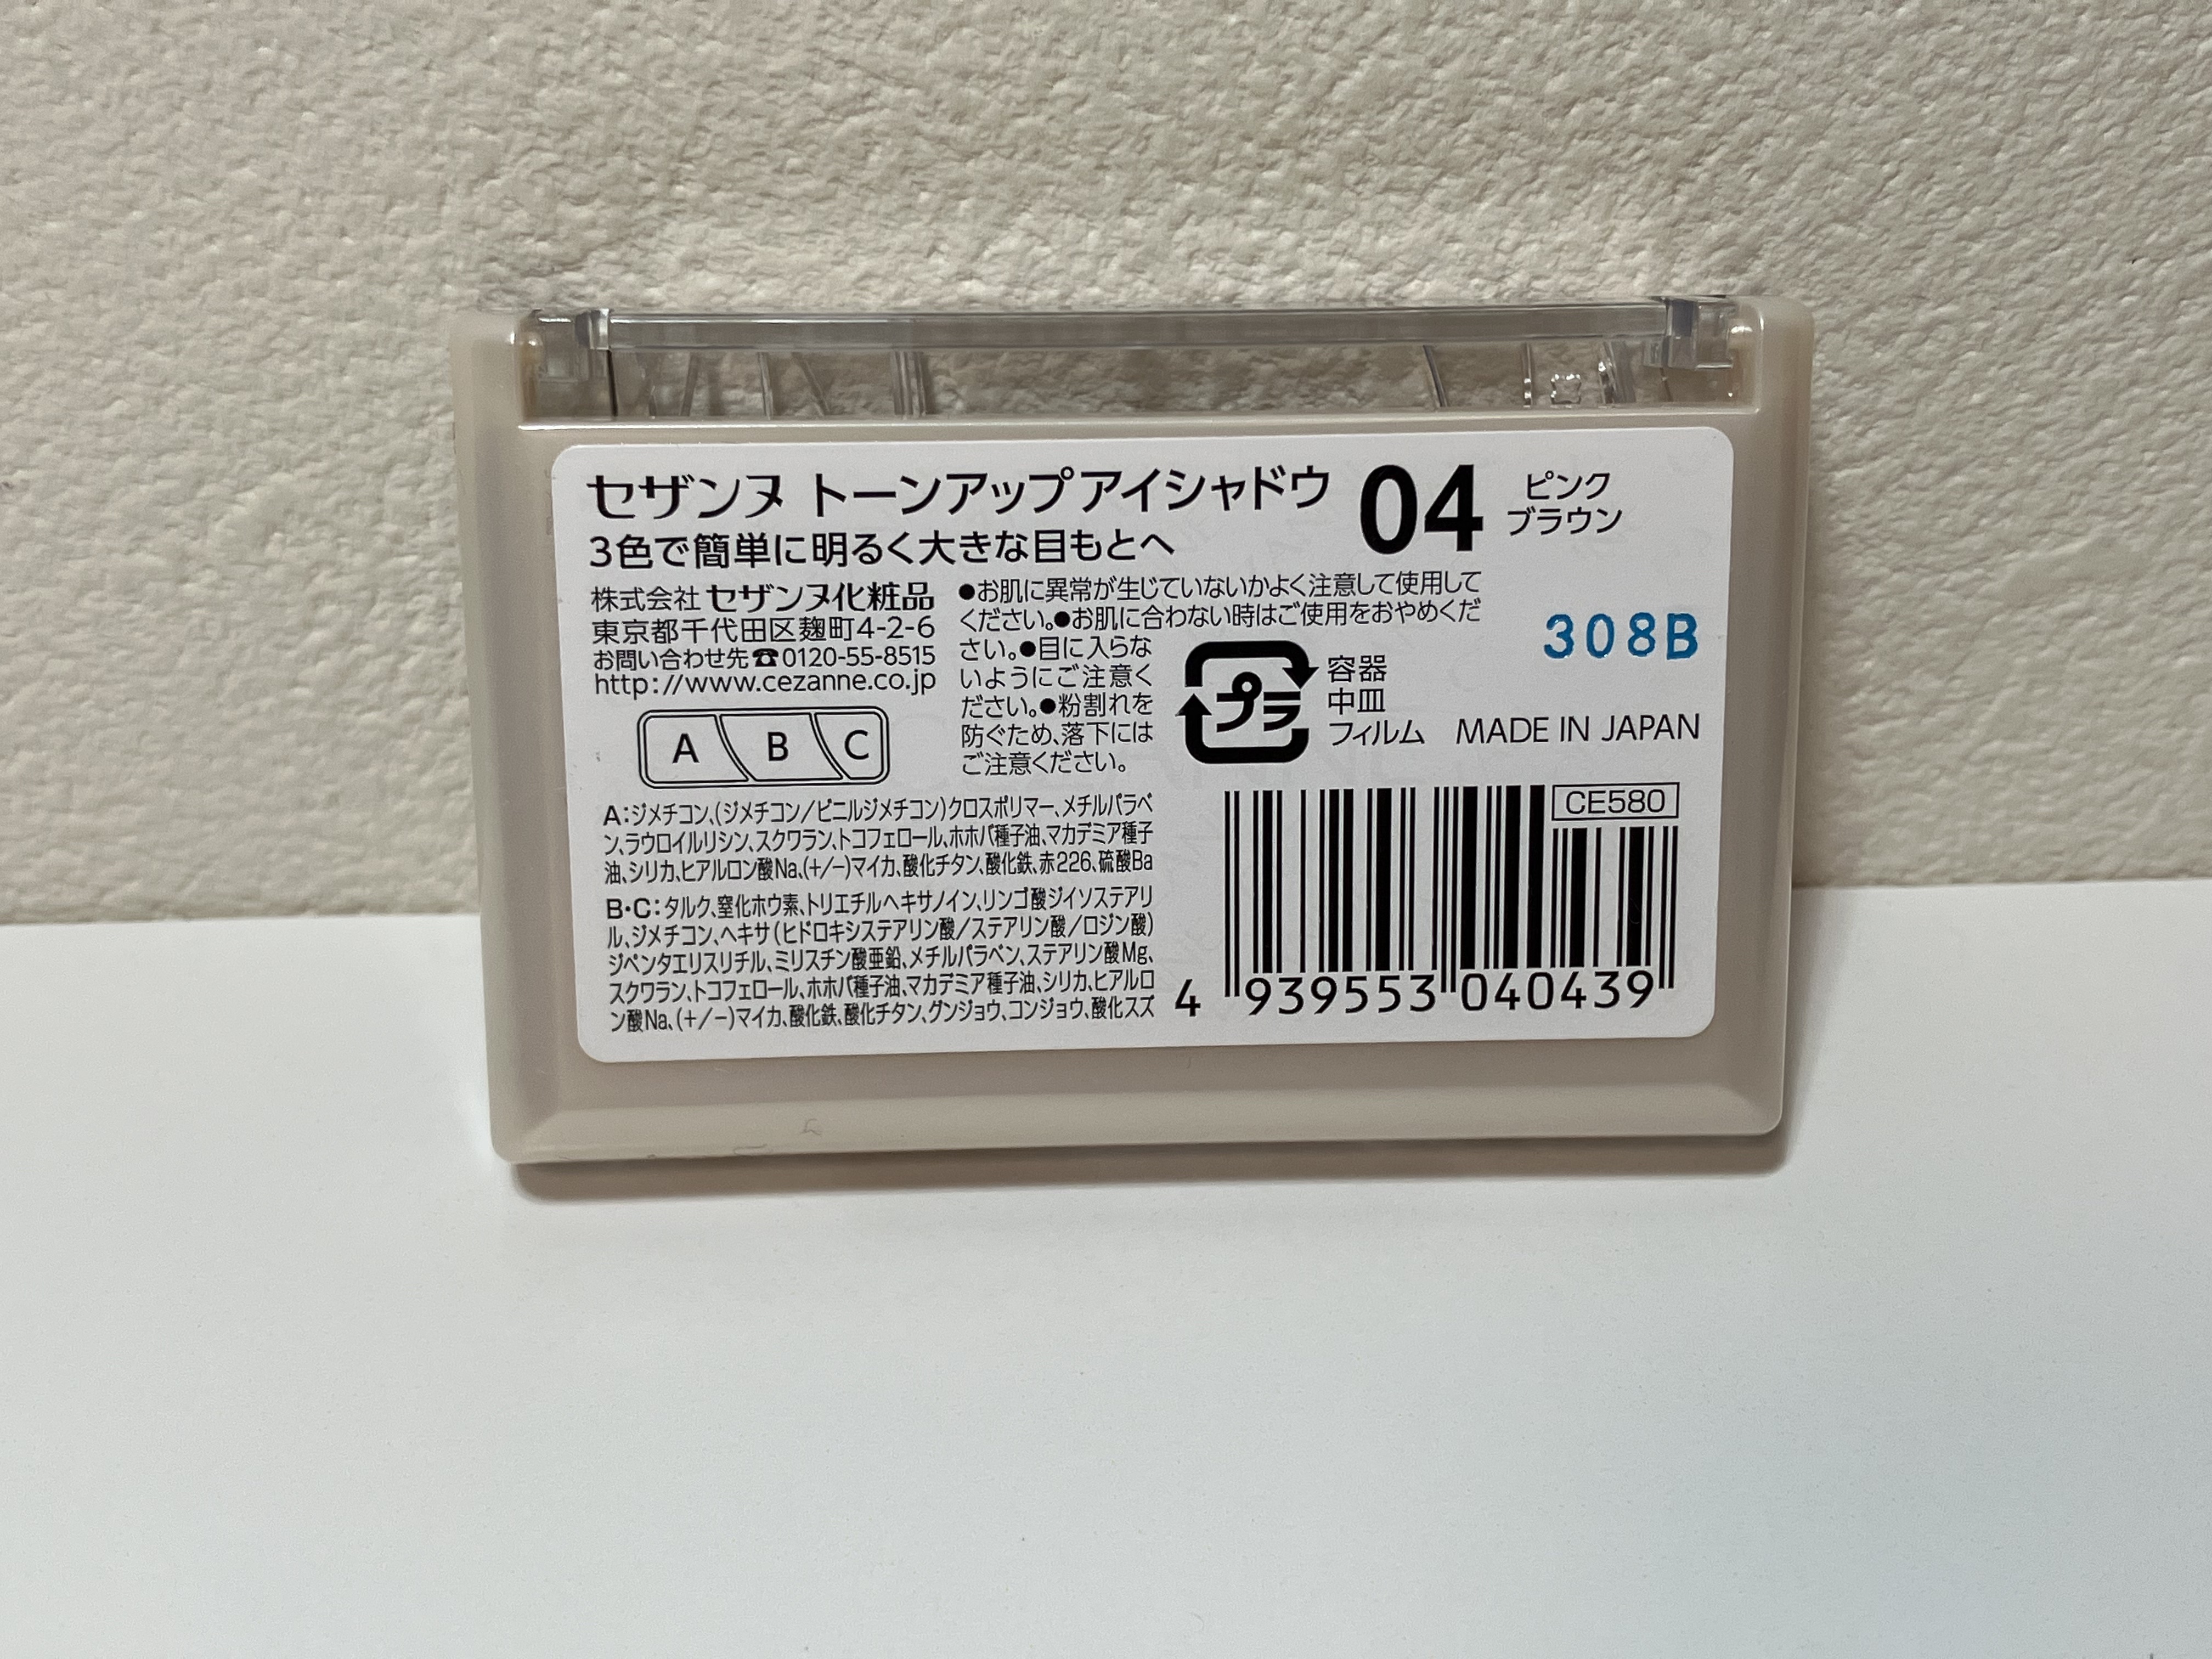 セザンヌ トーンアップアイシャドウ 04 ピンク
ブラウン
3色で簡単に明るく大きな目もとへ
株式会社 セザンヌ化粧品
東京都千代田区麹町4-2-6
お問い合わせ先☎0120-55-8515
http://www.cezanne.co.jp
●お肌に異常が生じていないかよく注意して使用して
ください。●お肌に合わない時はご使用をおやめくだ
さい。●目に入らな
いようにご注意く
ださい。●粉割れを
防ぐため、落下には
ご注意ください。
308B
プラ
容器
中皿
フィルム
MADE IN JAPAN
A B C
A:ジメチコン、(ジメチコン/ビニルジメチコン)クロスポリマー、メチルパラベ
ン、ラウロイルリシン、スクワラン、トコフェロール、ホホバ種子油、マカデミア種子
油、シリカ、ヒアルロン酸Na、(+/−)マイカ、酸化チタン、酸化鉄、赤226、硫酸Ba
B・C:タルク、窒化ホウ素、トリエチルヘキサノイン、リンゴ酸ジイソステアリ
ル、ジメチコン、ヘキサ(ヒドロキシステアリン酸/ステアリン酸/ロジン酸)
ジペンタエリスリチル、ミリスチン酸亜鉛、メチルパラベン、ステアリン酸Mg、
スクワラン、トコフェロール、ホホバ種子油、マカデミア種子油、シリカ、ヒアルロ
ン酸Na、(+/−)マイカ、酸化鉄、酸化チタン、グンジョウ、コンジョウ、酸化スズ
CE580
4 939553 040439